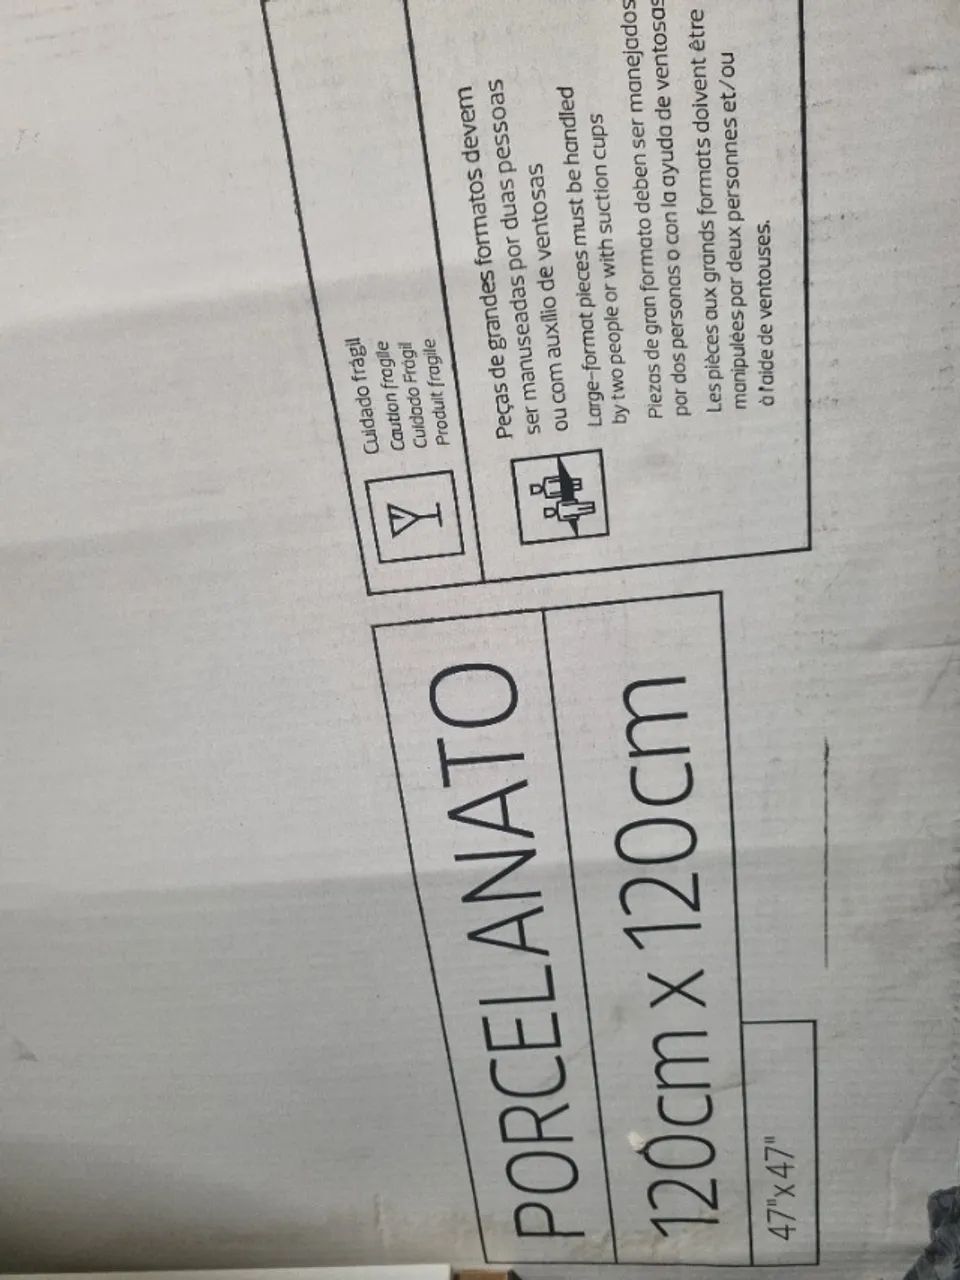 Cuidado frágil
Caution fragile
Cuidado Frágil
Produit fragile
Peças de grandes formatos devem
ser manuseadas por duas pessoas
ou com auxílio de ventosas
Large-format pieces must be handled
by two people or with suction cups
Piezas de gran formato deben ser manejados
por dos personas o con la ayuda de ventosas
Les pièces aux grands formats doivent être
manipulées par deux personnes et/ou
à l'aide de ventouses.
PORCELANATO
120cm x 120cm
47"x47"